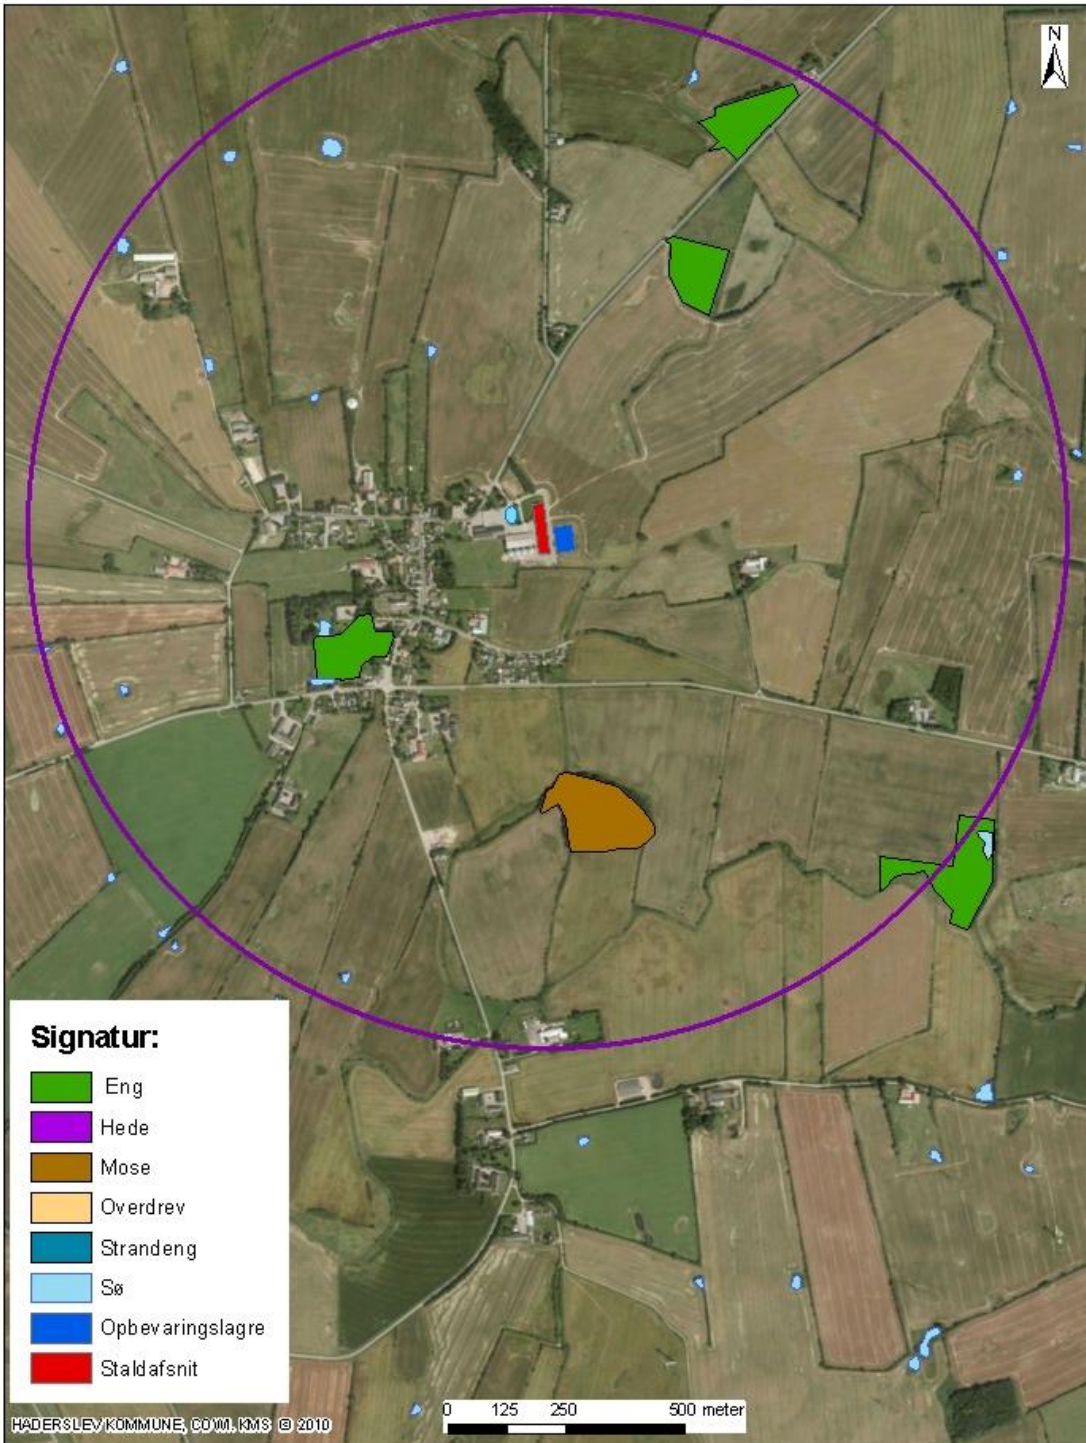 N
Signatur:
Eng
Hede
Mose
Overdrev
Strandeng
Sø
Opbevaringslagre
Staldafsnit
HADERSLEV KOMMUNE, COWI, KMS © 2010
0 125 250 500 meter